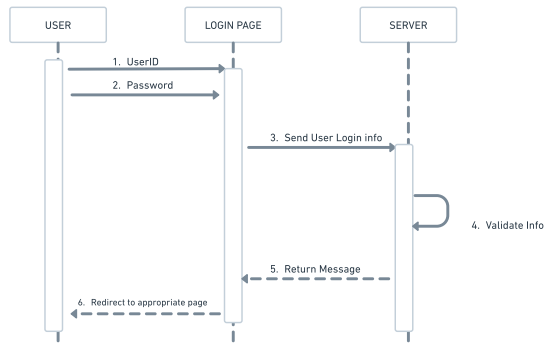 USER
LOGIN PAGE
SERVER
1. UserID
2. Password
3. Send User Login info
4. Validate Info
5. Return Message
6. Redirect to appropriate page